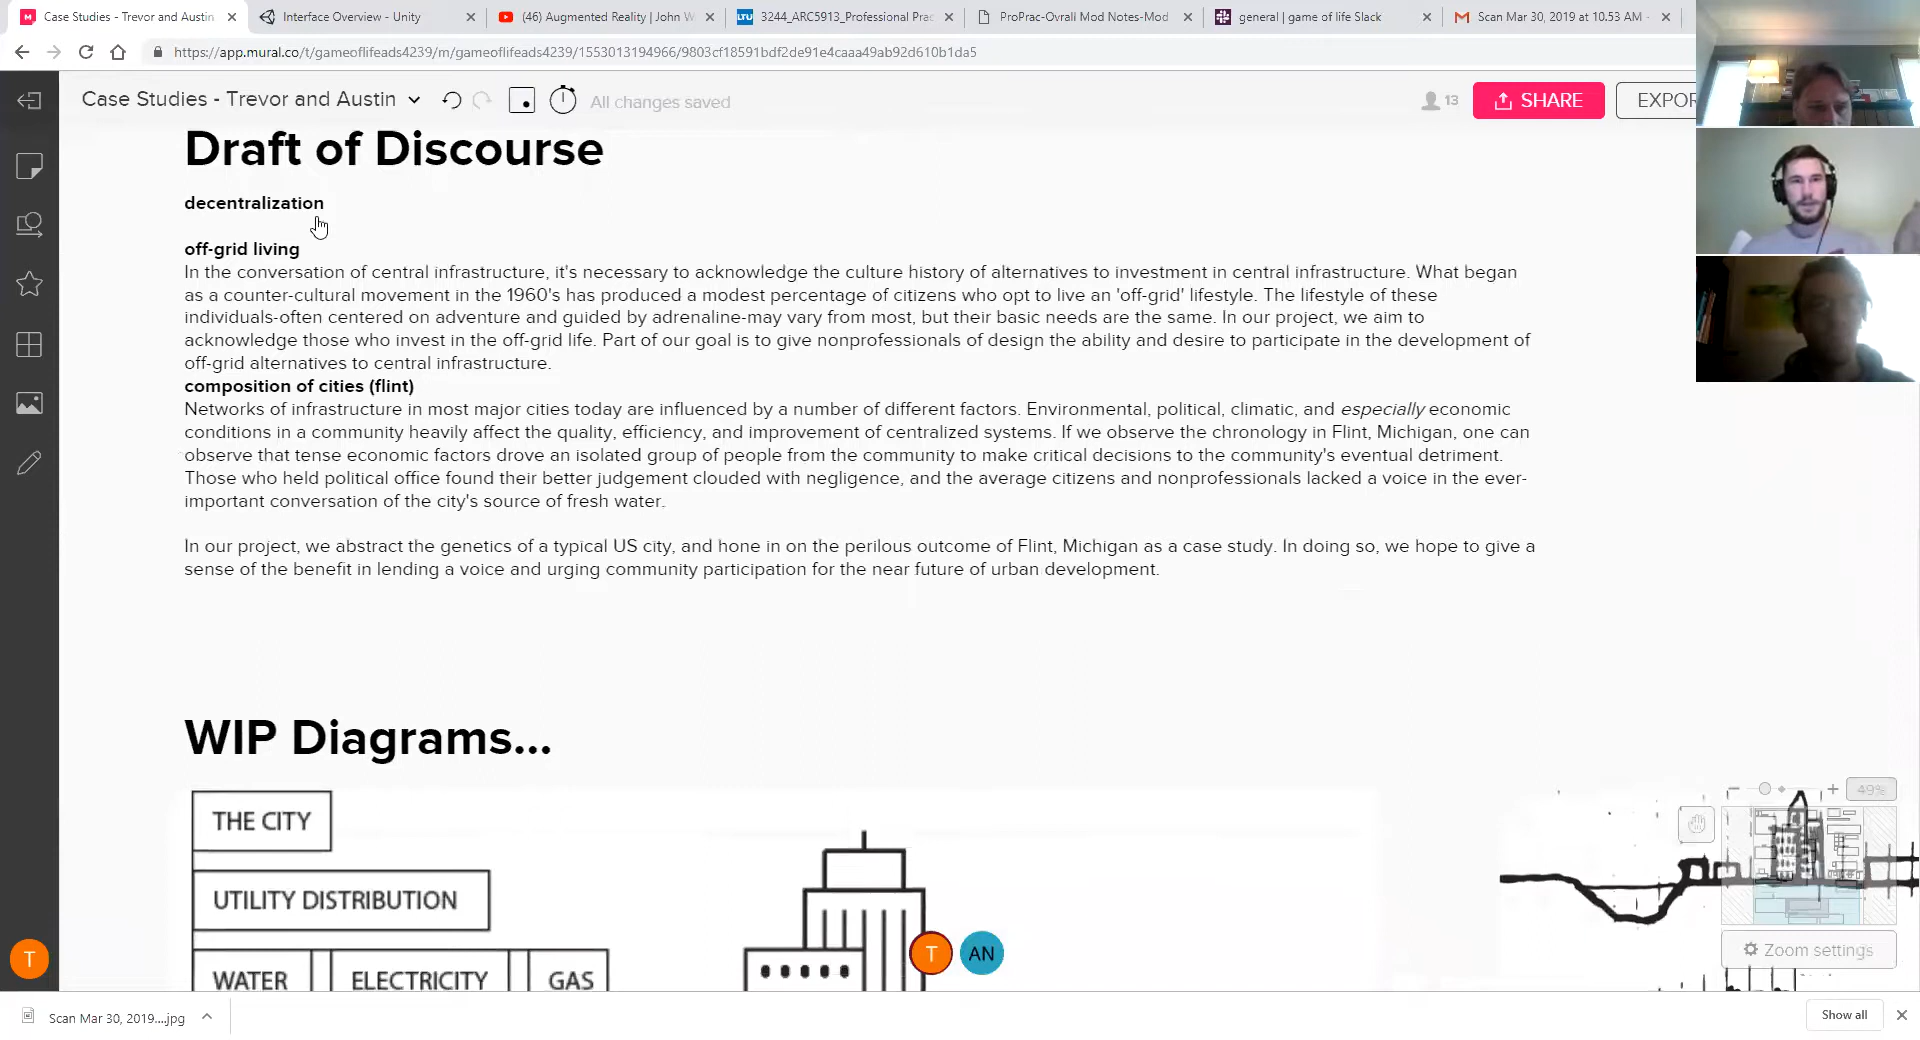 Case Studies - Trevor and Austin
Interface Overview - Unity
(46) Augmented Reality | John W
3244_ARC5913_Professional Prac
ProPrac-Ovrall Mod Notes-Mod
general | game of life Slack
Scan Mar 30, 2019 at 10.53 AM -
https://app.mural.co/t/gameoflifeads4239/m/gameoflifeads4239/1553013194966/9803cf18591bdf2de91e4caaa49ab92d610b1da5
Case Studies - Trevor and Austin
All changes saved
13
SHARE
EXPOR
Draft of Discourse
decentralization
off-grid living
In the conversation of central infrastructure, it's necessary to acknowledge the culture history of alternatives to investment in central infrastructure. What began
as a counter-cultural movement in the 1960's has produced a modest percentage of citizens who opt to live an 'off-grid' lifestyle. The lifestyle of these
individuals-often centered on adventure and guided by adrenaline-may vary from most, but their basic needs are the same. In our project, we aim to
acknowledge those who invest in the off-grid life. Part of our goal is to give nonprofessionals of design the ability and desire to participate in the development of
off-grid alternatives to central infrastructure.
composition of cities (flint)
Networks of infrastructure in most major cities today are influenced by a number of different factors. Environmental, political, climatic, and especially economic
conditions in a community heavily affect the quality, efficiency, and improvement of centralized systems. If we observe the chronology in Flint, Michigan, one can
observe that tense economic factors drove an isolated group of people from the community to make critical decisions to the community's eventual detriment.
Those who held political office found their better judgement clouded with negligence, and the average citizens and nonprofessionals lacked a voice in the ever-
important conversation of the city's source of fresh water.
In our project, we abstract the genetics of a typical US city, and hone in on the perilous outcome of Flint, Michigan as a case study. In doing so, we hope to give a
sense of the benefit in lending a voice and urging community participation for the near future of urban development.
WIP Diagrams...
THE CITY
UTILITY DISTRIBUTION
WATER
ELECTRICITY
GAS
49%
Zoom settings
T
T
AN
Scan Mar 30, 2019....jpg
Show all